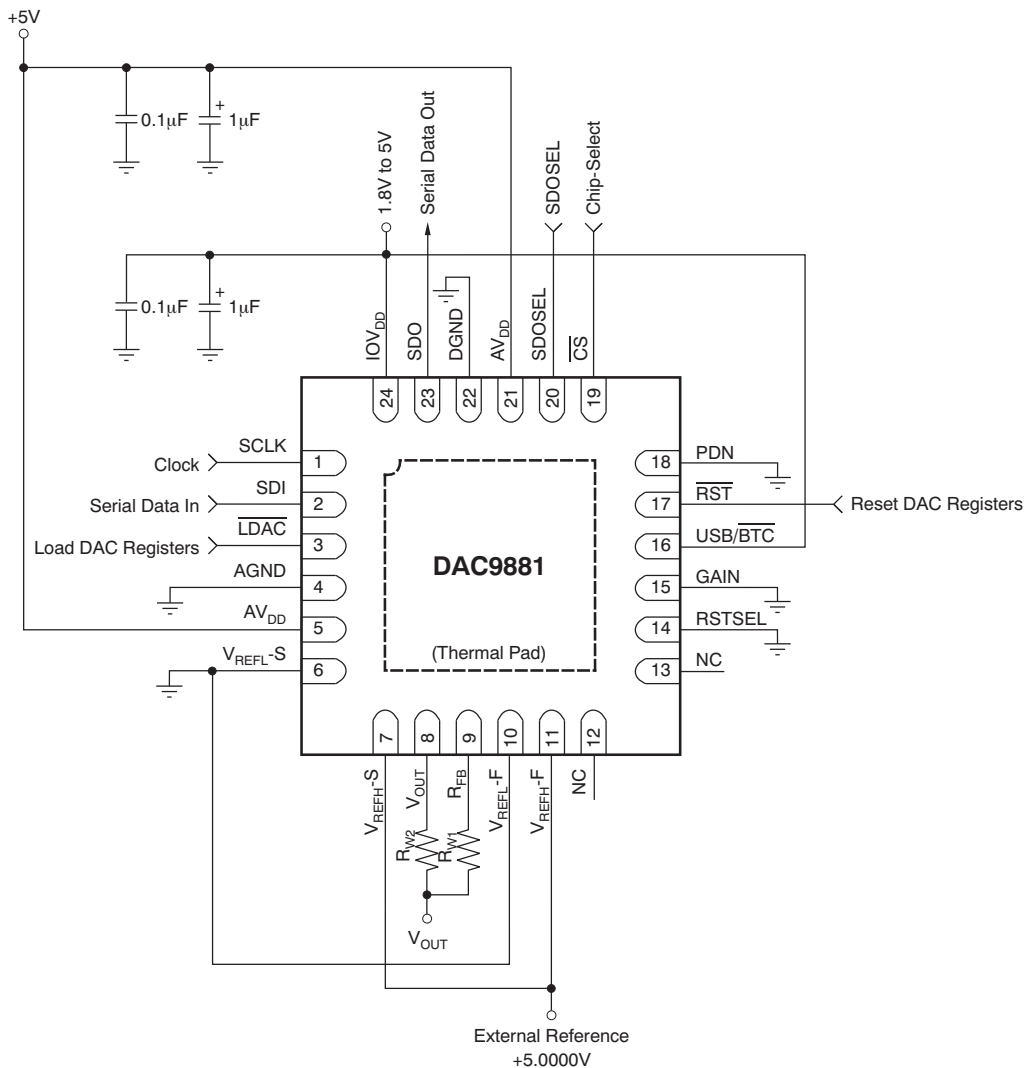 +5V
0.1μF
+
1μF
1.8V to 5V
Serial Data Out
SDOSEL
Chip-Select
0.1μF
+
1μF
IOVDD
SDO
DGND
AVDD
SDOSEL
CS
24
23
22
21
20
19
Clock
SCLK
1
Serial Data In
SDI
2
Load DAC Registers
LDAC
3
AGND
4
AVDD
5
VREFL-S
6
DAC9881
(Thermal Pad)
18
PDN
17
RST
Reset DAC Registers
16
USB/BTC
15
GAIN
14
RSTSEL
13
NC
7
8
9
10
11
12
VREFH-S
VOUT
RFB
VREFL-F
VREFH-F
NC
RW2
RW1
VOUT
External Reference
+5.0000V